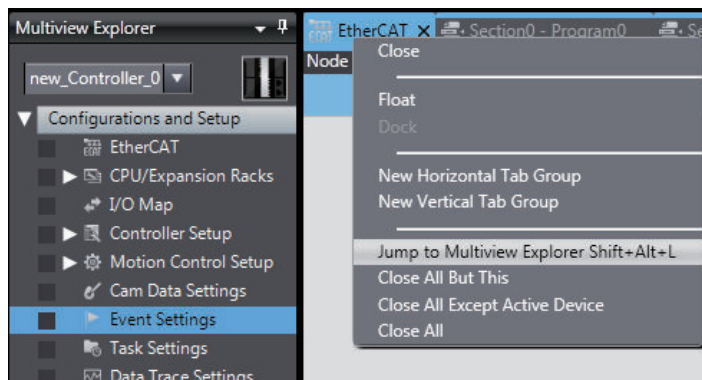 Multiview Explorer
new_Controller_0
Configurations and Setup
EtherCAT
CPU/Expansion Racks
I/O Map
Controller Setup
Motion Control Setup
Cam Data Settings
Event Settings
Task Settings
Data Trace Settings
EtherCAT
Section0 - Program0
Se
Node
Close
Float
Dock
New Horizontal Tab Group
New Vertical Tab Group
Jump to Multiview Explorer Shift+Alt+L
Close All But This
Close All Except Active Device
Close All